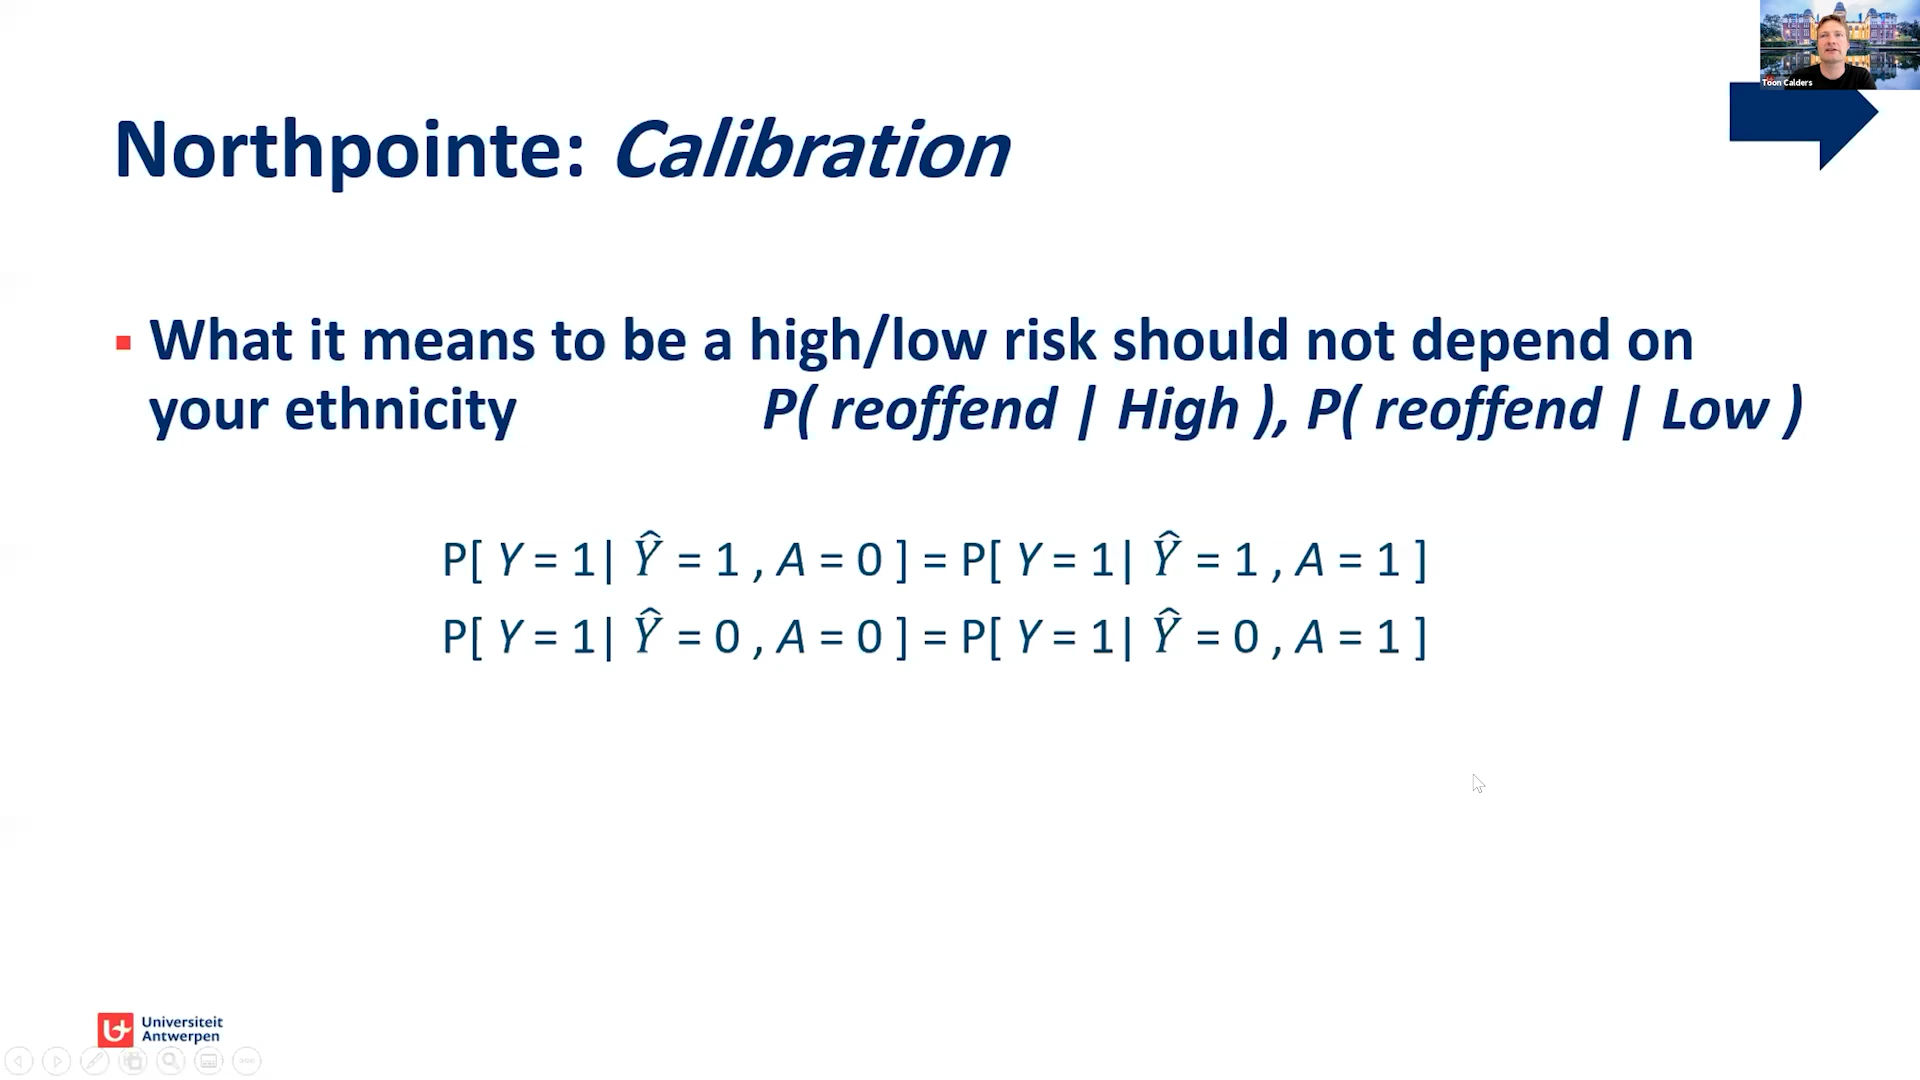 Toon Calders
Northpointe: Calibration
What it means to be a high/low risk should not depend on
your ethnicity P( reoffend | High ), P( reoffend | Low )
P[ Y = 1| Ŷ = 1 , A = 0 ] = P[ Y = 1| Ŷ = 1 , A = 1 ]
P[ Y = 1| Ŷ = 0 , A = 0 ] = P[ Y = 1| Ŷ = 0 , A = 1 ]
Universiteit
Antwerpen